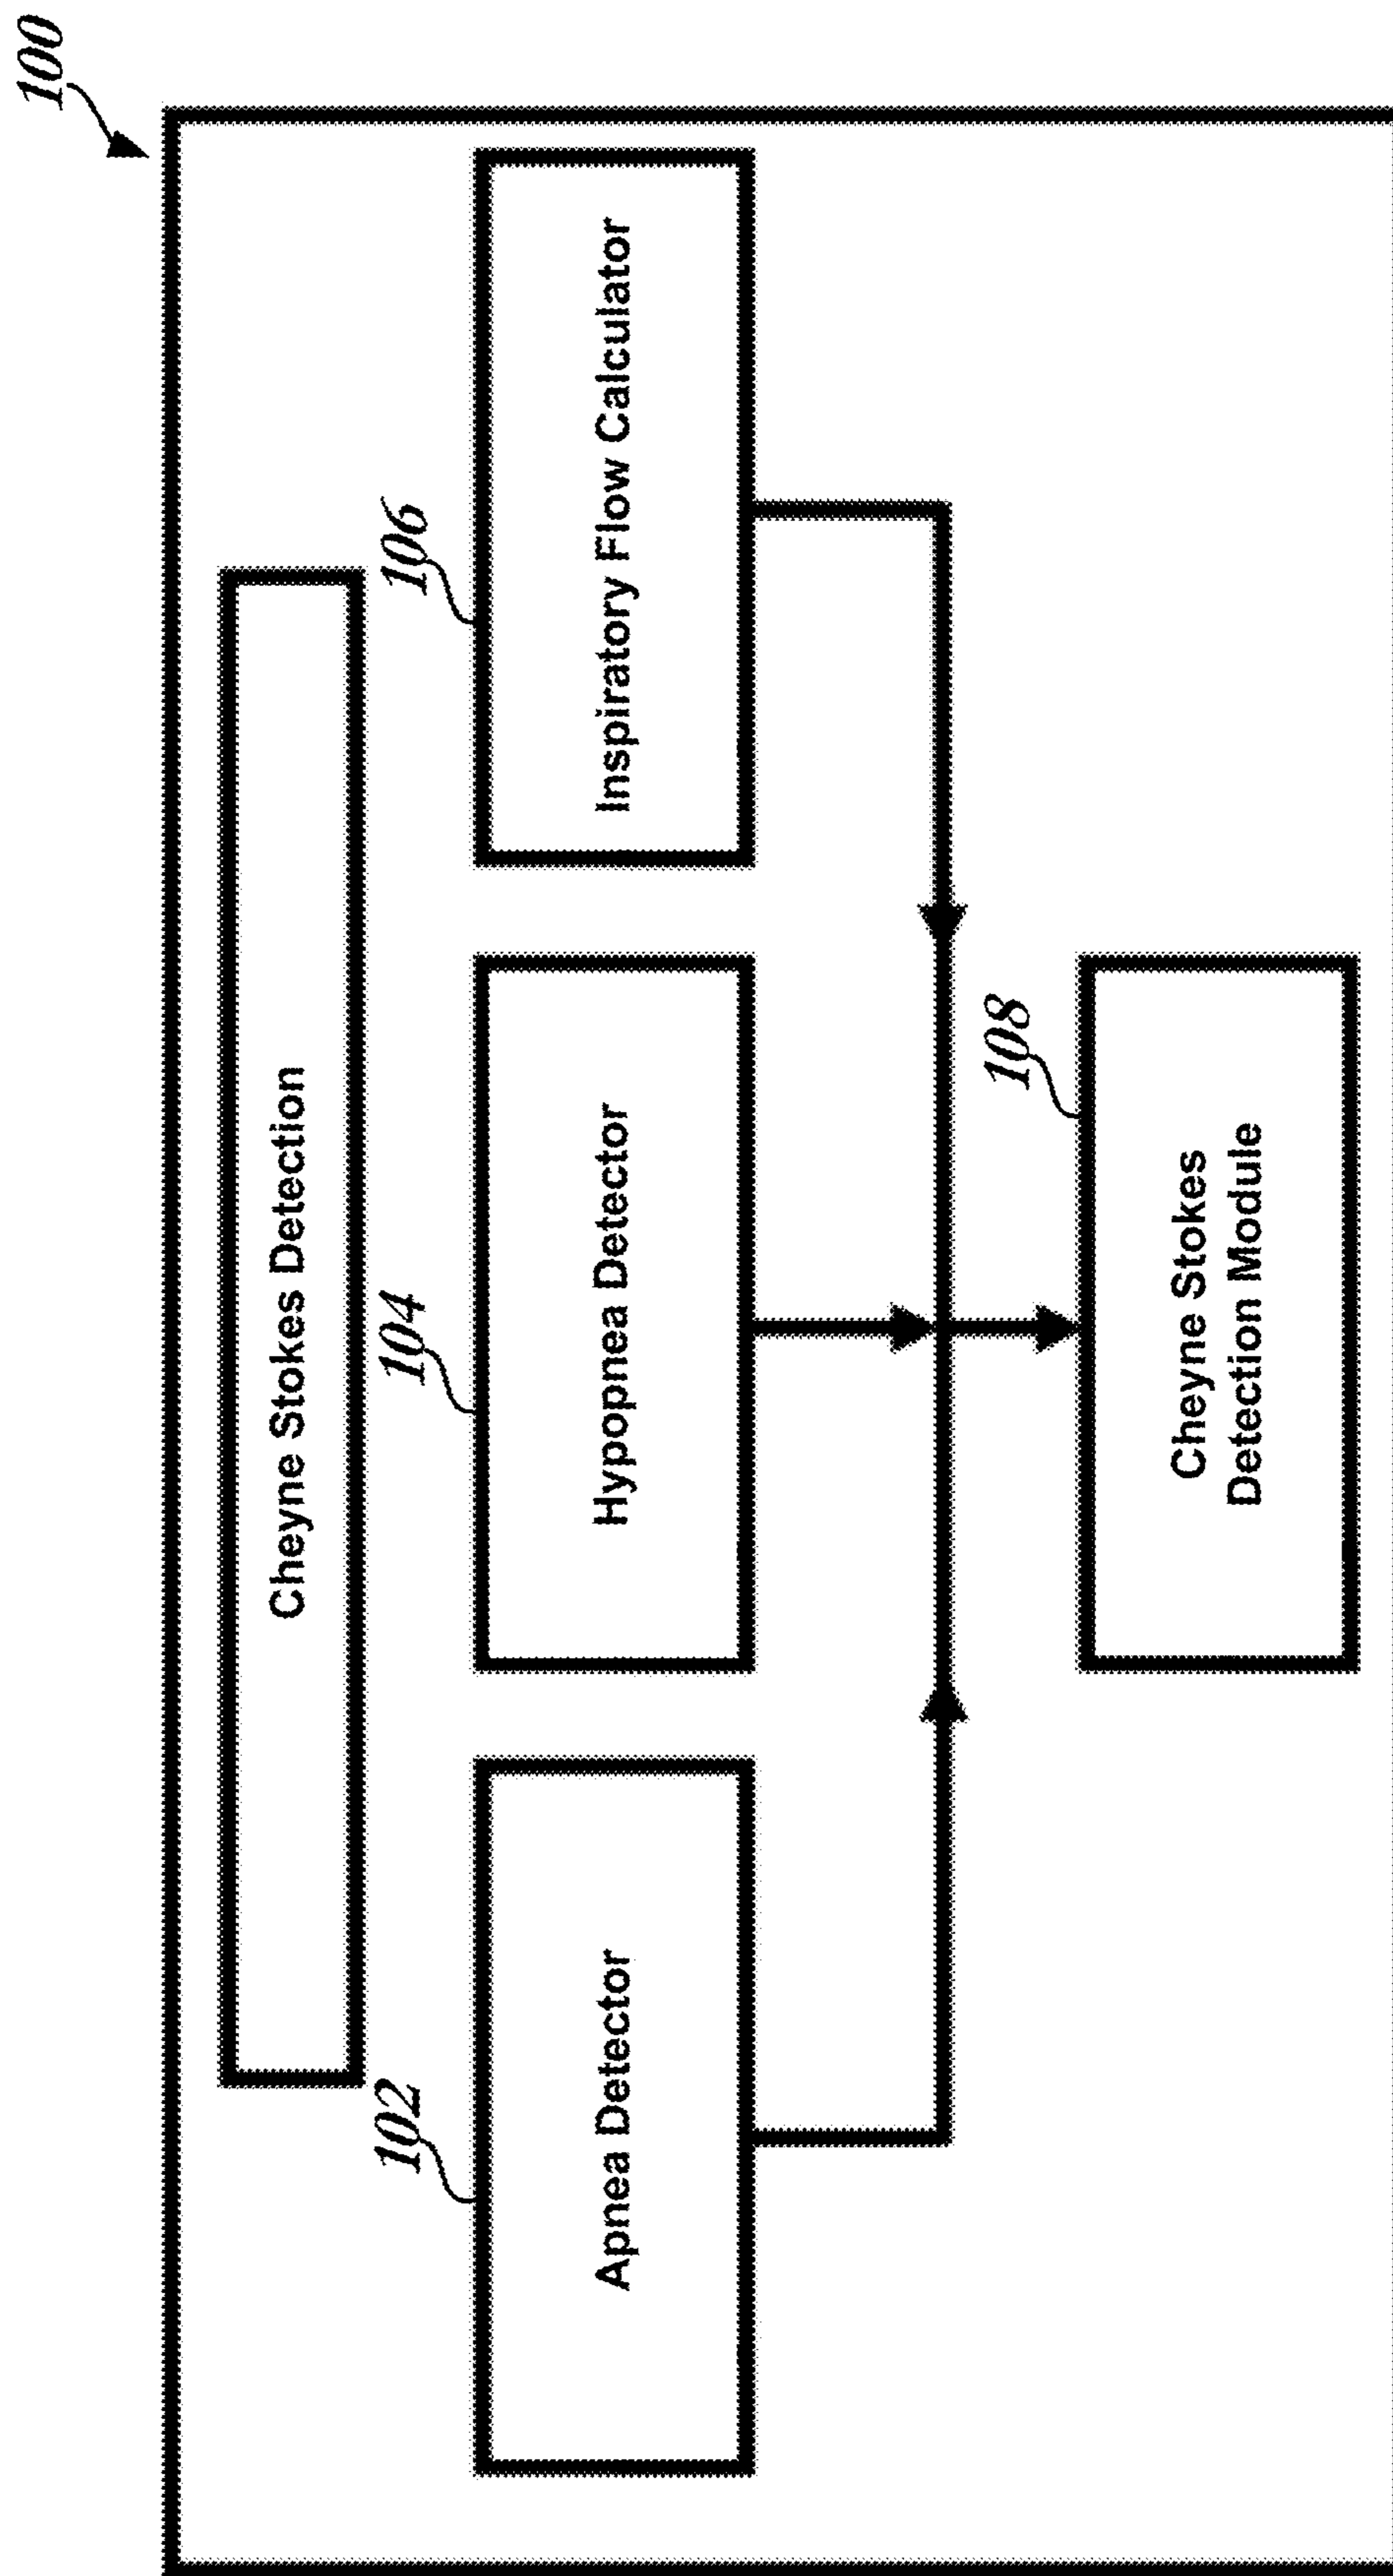 100
Cheyne Stokes Detection
102
Apnea Detector
104
Hypopnea Detector
106
Inspiratory Flow Calculator
108
Cheyne Stokes
Detection Module